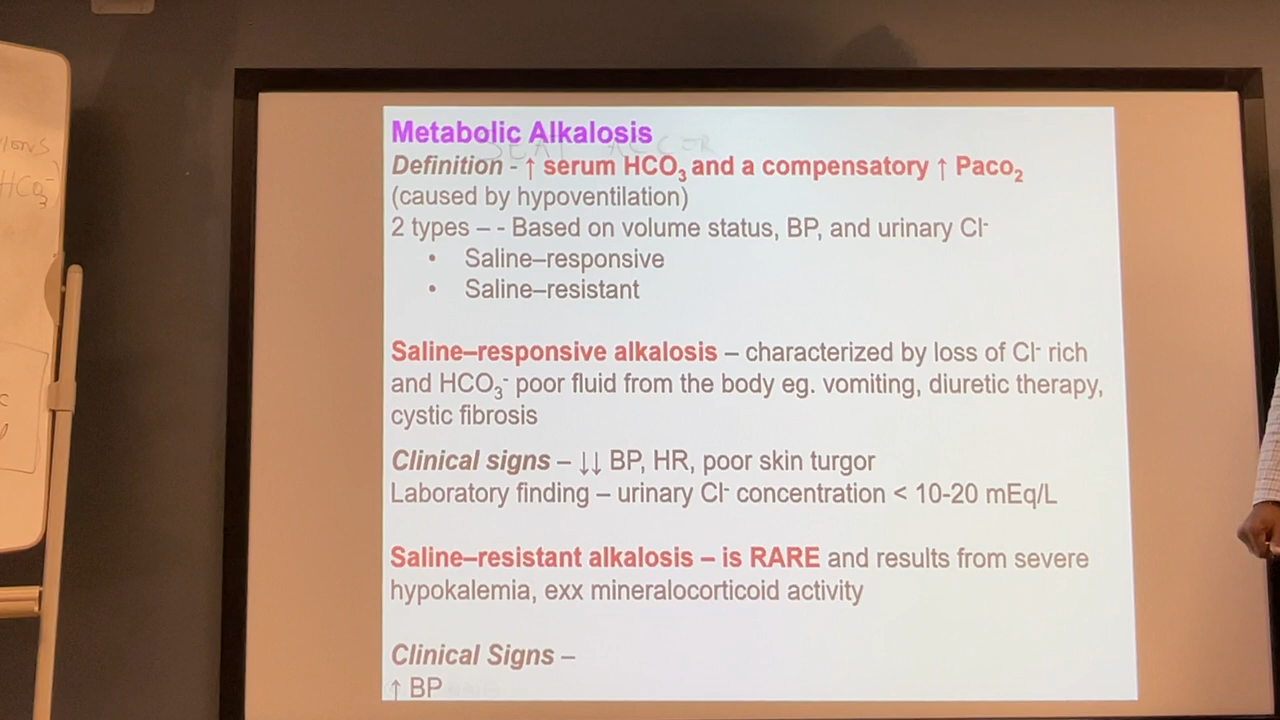 Metabolic Alkalosis
Definition - ↑ serum HCO₃ and a compensatory ↑ Paco₂
(caused by hypoventilation)
2 types – - Based on volume status, BP, and urinary Cl⁻
• Saline–responsive
• Saline–resistant
Saline–responsive alkalosis – characterized by loss of Cl⁻ rich
and HCO₃⁻ poor fluid from the body eg. vomiting, diuretic therapy,
cystic fibrosis
Clinical signs – ↓↓ BP, HR, poor skin turgor
Laboratory finding – urinary Cl⁻ concentration < 10-20 mEq/L
Saline–resistant alkalosis – is RARE and results from severe
hypokalemia, exx mineralocorticoid activity
Clinical Signs –
↑ BP
HCO₃⁻